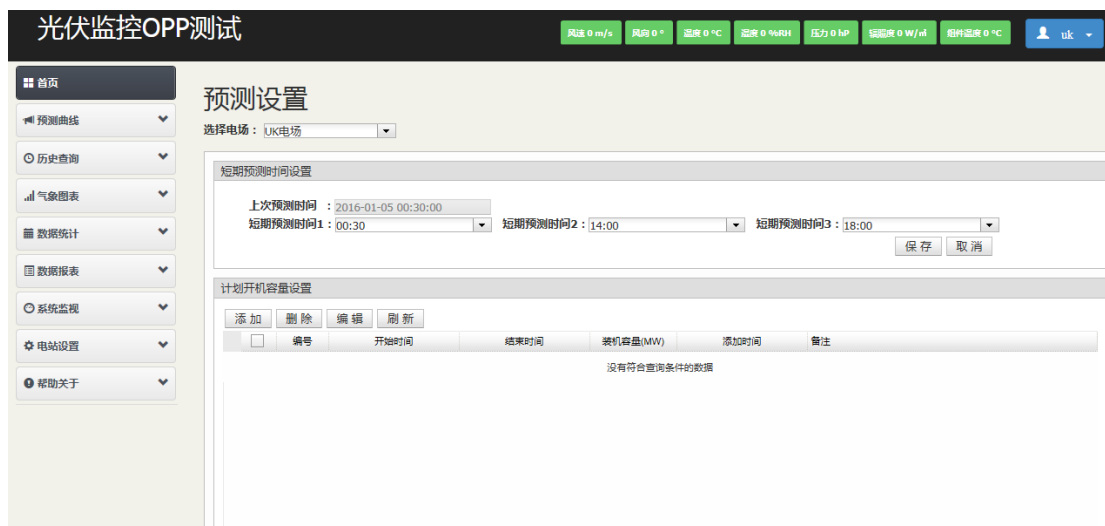 光伏监控OPP测试
风速 0 m/s 风向 0 ° 温度 0 ℃ 湿度 0 %RH 压力 0 hP 辐照度 0 W/㎡ 组件温度 0 ℃ uk
首页
预测曲线
历史查询
气象图表
数据统计
数据报表
系统监视
电站设置
帮助关于
预测设置
选择电场： UK电场
短期预测时间设置
上次预测时间 ：2016-01-05 00:30:00
短期预测时间1：00:30 短期预测时间2：14:00 短期预测时间3：18:00
保 存 取 消
计划开机容量设置
添 加 删 除 编 辑 刷 新
编号 开始时间 结束时间 装机容量(MW) 添加时间 备注
没有符合查询条件的数据